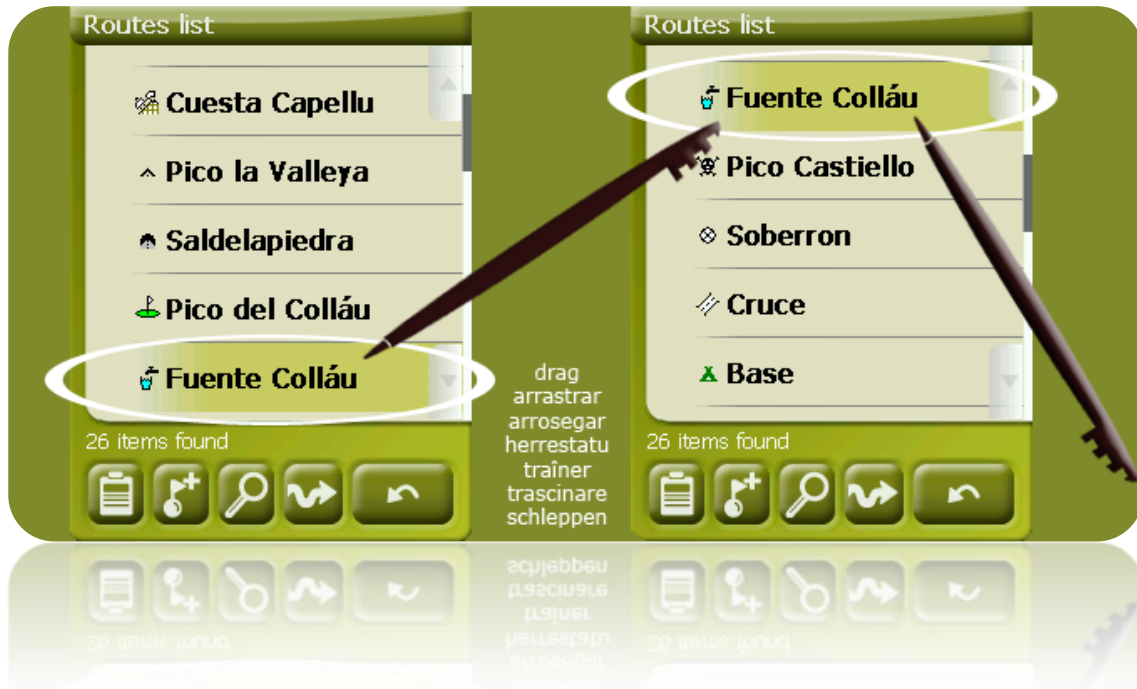 Routes list
Cuesta Capellu
Pico la Valleya
Saldelapiedra
Pico del Colláu
Fuente Colláu
26 items found
drag
arrastrar
arrosegar
herrestatu
traîner
trascinare
schleppen
Routes list
Fuente Colláu
Pico Castiello
Soberron
Cruce
Base
26 items found